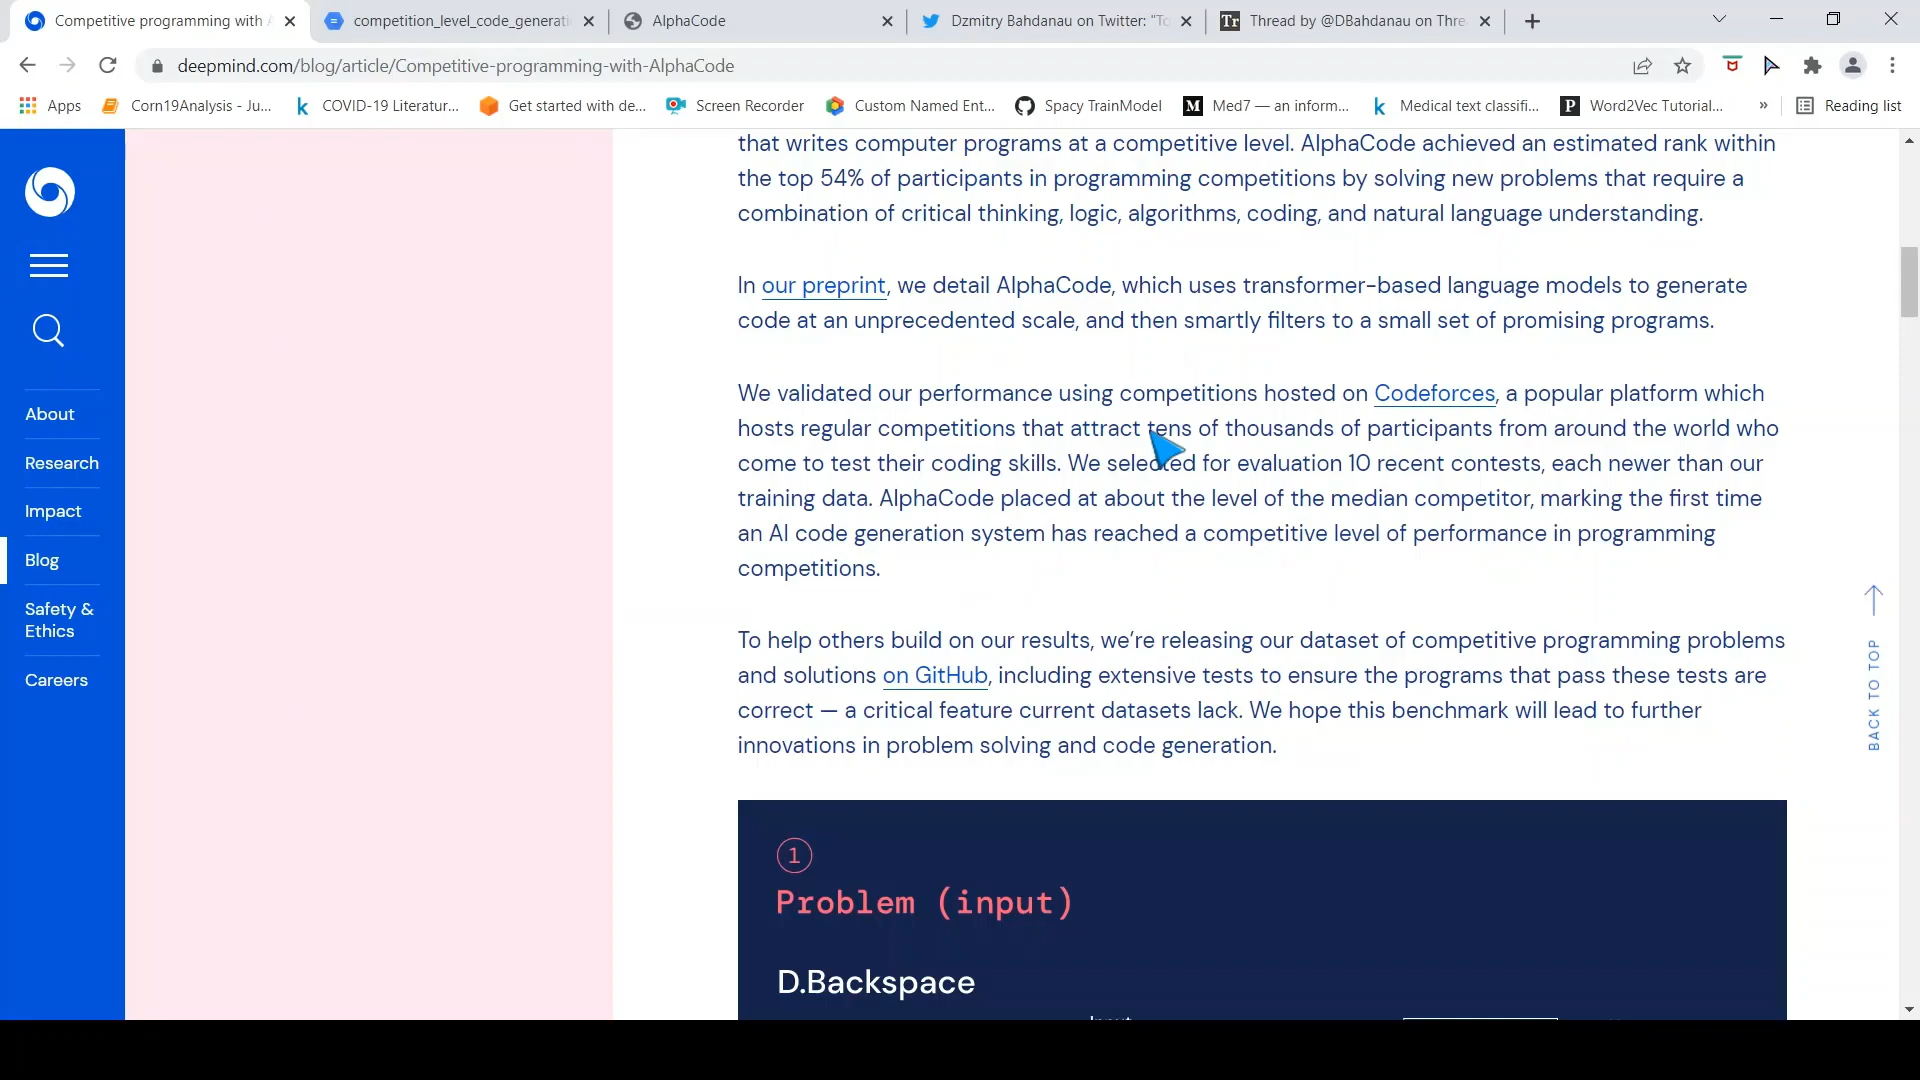 Competitive programming with A
competition_level_code_generati
AlphaCode
Dzmitry Bahdanau on Twitter: "To
Tr
Thread by @DBahdanau on Thre
deepmind.com/blog/article/Competitive-programming-with-AlphaCode
Apps
Corn19Analysis - Ju...
COVID-19 Literatur...
Get started with de...
Screen Recorder
Custom Named Ent...
Spacy TrainModel
Med7 — an inform...
Medical text classifi...
Word2Vec Tutorial...
»
Reading list
About
Research
Impact
Blog
Safety &
Ethics
Careers
that writes computer programs at a competitive level. AlphaCode achieved an estimated rank within
the top 54% of participants in programming competitions by solving new problems that require a
combination of critical thinking, logic, algorithms, coding, and natural language understanding.
In our preprint, we detail AlphaCode, which uses transformer-based language models to generate
code at an unprecedented scale, and then smartly filters to a small set of promising programs.
We validated our performance using competitions hosted on Codeforces, a popular platform which
hosts regular competitions that attract tens of thousands of participants from around the world who
come to test their coding skills. We selected for evaluation 10 recent contests, each newer than our
training data. AlphaCode placed at about the level of the median competitor, marking the first time
an AI code generation system has reached a competitive level of performance in programming
competitions.
To help others build on our results, we’re releasing our dataset of competitive programming problems
and solutions on GitHub, including extensive tests to ensure the programs that pass these tests are
correct — a critical feature current datasets lack. We hope this benchmark will lead to further
innovations in problem solving and code generation.
BACK TO TOP
1
Problem (input)
D.Backspace